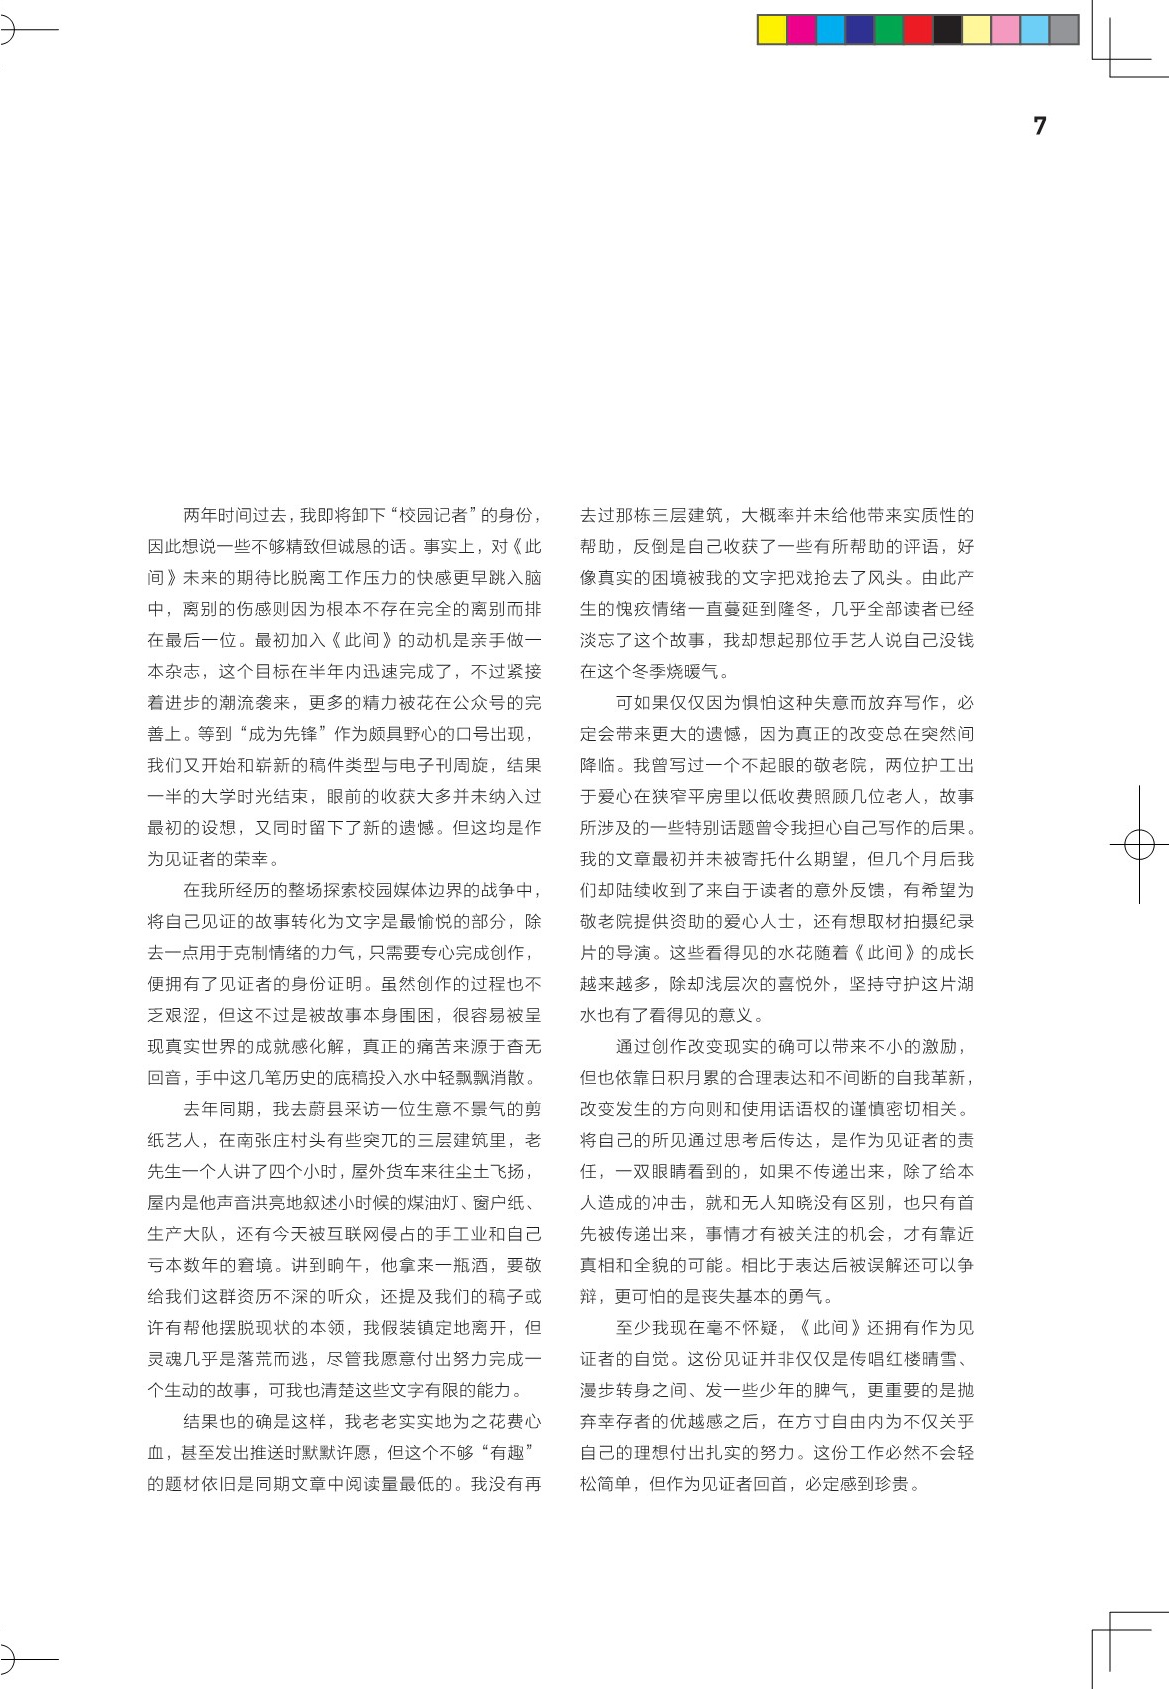 7
两年时间过去，我即将卸下“校园记者”的身份，
因此想说一些不够精致但诚恳的话。事实上，对《此
间》未来的期待比脱离工作压力的快感更早跳入脑
中，离别的伤感则因为根本不存在完全的离别而排
在最后一位。最初加入《此间》的动机是亲手做一
本杂志，这个目标在半年内迅速完成了，不过紧接
着进步的潮流袭来，更多的精力被花在公众号的完
善上。等到“成为先锋”作为颇具野心的口号出现，
我们又开始和崭新的稿件类型与电子刊周旋，结果
一半的大学时光结束，眼前的收获大多并未纳入过
最初的设想，又同时留下了新的遗憾。但这均是作
为见证者的荣幸。
在我所经历的整场探索校园媒体边界的战争中，
将自己见证的故事转化为文字是最愉悦的部分，除
去一点用于克制情绪的力气，只需要专心完成创作，
便拥有了见证者的身份证明。虽然创作的过程也不
乏艰涩，但这不过是被故事本身围困，很容易被呈
现真实世界的成就感化解，真正的痛苦来源于杳无
回音，手中这几笔历史的底稿投入水中轻飘飘消散。
去年同期，我去蔚县采访一位生意不景气的剪
纸艺人，在南张庄村头有些突兀的三层建筑里，老
先生一个人讲了四个小时，屋外货车来往尘土飞扬，
屋内是他声音洪亮地叙述小时候的煤油灯、窗户纸、
生产大队，还有今天被互联网侵占的手工业和自己
亏本数年的窘境。讲到晌午，他拿来一瓶酒，要敬
给我们这群资历不深的听众，还提及我们的稿子或
许有帮他摆脱现状的本领，我假装镇定地离开，但
灵魂几乎是落荒而逃，尽管我愿意付出努力完成一
个生动的故事，可我也清楚这些文字有限的能力。
结果也的确是这样，我老老实实地为之花费心
血，甚至发出推送时默默许愿，但这个不够“有趣”
的题材依旧是同期文章中阅读量最低的。我没有再
去过那栋三层建筑，大概率并未给他带来实质性的
帮助，反倒是自己收获了一些有所帮助的评语，好
像真实的困境被我的文字把戏抢去了风头。由此产
生的愧疚情绪一直蔓延到隆冬，几乎全部读者已经
淡忘了这个故事，我却想起那位手艺人说自己没钱
在这个冬季烧暖气。
可如果仅仅因为惧怕这种失意而放弃写作，必
定会带来更大的遗憾，因为真正的改变总在突然间
降临。我曾写过一个不起眼的敬老院，两位护工出
于爱心在狭窄平房里以低收费照顾几位老人，故事
所涉及的一些特别话题曾令我担心自己写作的后果。
我的文章最初并未被寄托什么期望，但几个月后我
们却陆续收到了来自于读者的意外反馈，有希望为
敬老院提供资助的爱心人士，还有想取材拍摄纪录
片的导演。这些看得见的水花随着《此间》的成长
越来越多，除却浅层次的喜悦外，坚持守护这片湖
水也有了看得见的意义。
通过创作改变现实的确可以带来不小的激励，
但也依靠日积月累的合理表达和不间断的自我革新，
改变发生的方向则和使用话语权的谨慎密切相关。
将自己的所见通过思考后传达，是作为见证者的责
任，一双眼睛看到的，如果不传递出来，除了给本
人造成的冲击，就和无人知晓没有区别，也只有首
先被传递出来，事情才有被关注的机会，才有靠近
真相和全貌的可能。相比于表达后被误解还可以争
辩，更可怕的是丧失基本的勇气。
至少我现在毫不怀疑，《此间》还拥有作为见
证者的自觉。这份见证并非仅仅是传唱红楼晴雪、
漫步转身之间、发一些少年的脾气，更重要的是抛
弃幸存者的优越感之后，在方寸自由内为不仅关乎
自己的理想付出扎实的努力。这份工作必然不会轻
松简单，但作为见证者回首，必定感到珍贵。